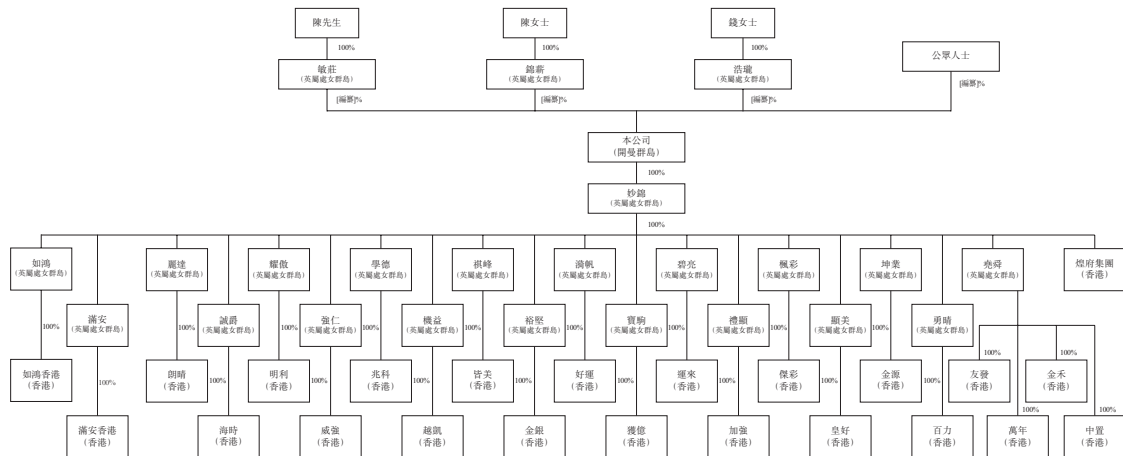 陳先生
陳女士
錢女士
公眾人士
100%
100%
100%
敏莊
(英屬處女群島)
錦薪
(英屬處女群島)
浩瓏
(英屬處女群島)
[編纂]%
[編纂]%
[編纂]%
[編纂]%
本公司
(開曼群島)
100%
妙錦
(英屬處女群島)
100%
如鴻
(英屬處女群島)
麗達
(英屬處女群島)
耀傲
(英屬處女群島)
學德
(英屬處女群島)
祺峰
(英屬處女群島)
漪帆
(英屬處女群島)
碧亮
(英屬處女群島)
楓彩
(英屬處女群島)
坤業
(英屬處女群島)
堯舜
(英屬處女群島)
煌府集團
(香港)
滿安
(英屬處女群島)
誠爵
(英屬處女群島)
強仁
(英屬處女群島)
機益
(英屬處女群島)
裕堅
(英屬處女群島)
寶駒
(英屬處女群島)
禮顯
(英屬處女群島)
顯美
(英屬處女群島)
勇晴
(英屬處女群島)
100%
100%
100%
100%
100%
100%
100%
100%
100%
100%
100%
如鴻香港
(香港)
朗晴
(香港)
明利
(香港)
兆科
(香港)
皆美
(香港)
好運
(香港)
運來
(香港)
傑彩
(香港)
金源
(香港)
友發
(香港)
金禾
(香港)
100%
100%
100%
100%
100%
100%
100%
100%
100%
100%
100%
滿安香港
(香港)
海時
(香港)
威強
(香港)
越凱
(香港)
金銀
(香港)
獲億
(香港)
加強
(香港)
皇好
(香港)
百力
(香港)
萬年
(香港)
中置
(香港)